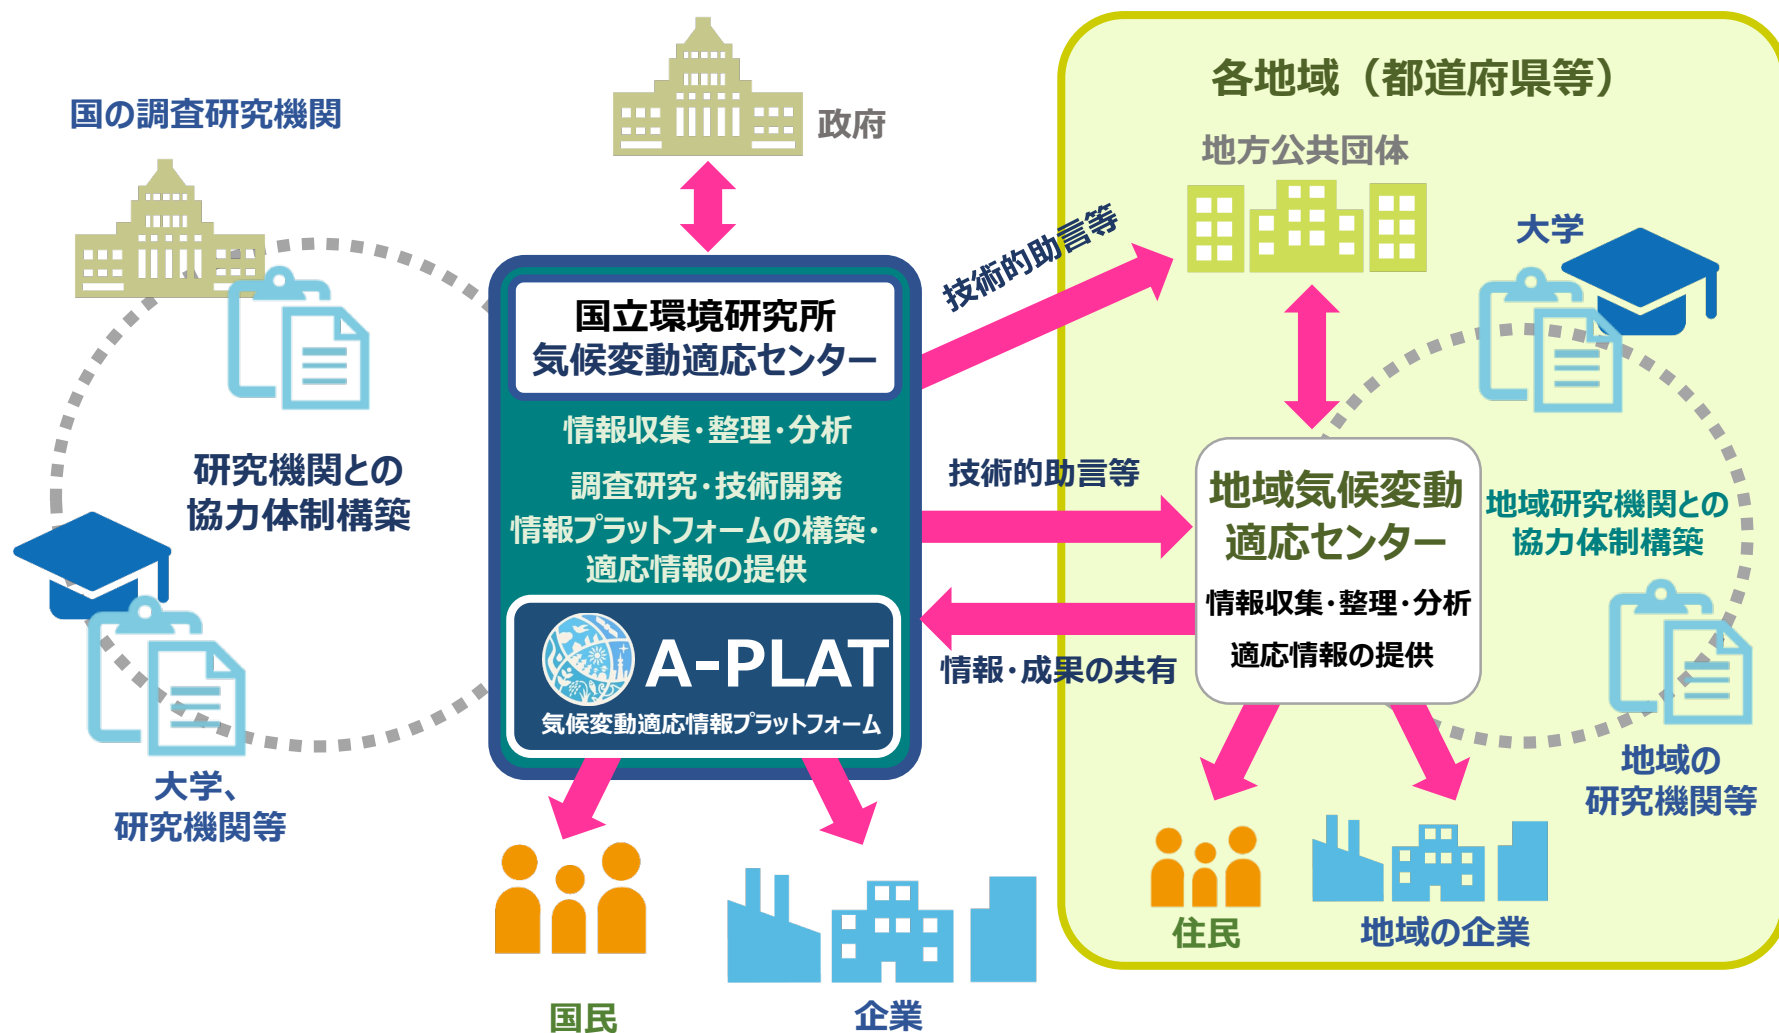 国の調査研究機関
政府
各地域（都道府県等）
地方公共団体
大学
技術的助言等
国立環境研究所
気候変動適応センター
情報収集・整理・分析
調査研究・技術開発
情報プラットフォームの構築・
適応情報の提供
A-PLAT
気候変動適応情報プラットフォーム
研究機関との
協力体制構築
大学、
研究機関等
技術的助言等
情報・成果の共有
地域気候変動
適応センター
情報収集・整理・分析
適応情報の提供
地域研究機関との
協力体制構築
地域の
研究機関等
住民
地域の企業
国民
企業